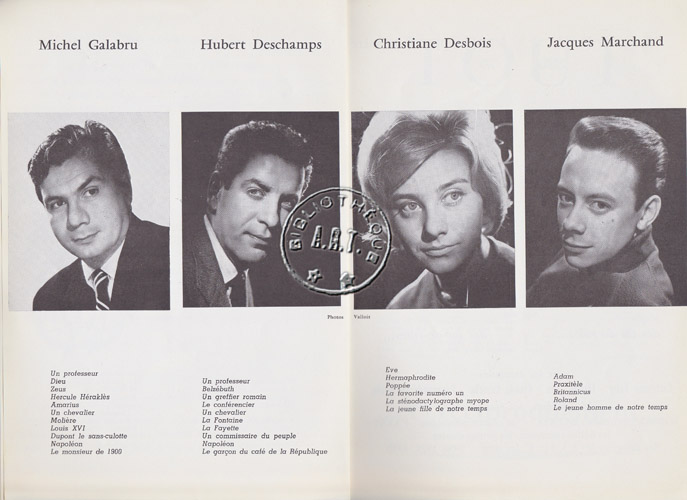 Michel Galabru
Hubert Deschamps
Christiane Desbois
Jacques Marchand
BIBLIOTHÈQUE
A.R.T.
Photos Vallois
Un professeur
Dieu
Zeus
Hercule Héraklès
Amarius
Un chevalier
Molière
Louis XVI
Dupont le sans-culotte
Napoléon
Le monsieur de 1900
Un professeur
Belzébuth
Un greffier romain
Le conférencier
Un chevalier
La Fontaine
La Fayette
Un commissaire du peuple
Napoléon
Le garçon du café de la République
Eve
Hermaphrodite
Poppée
La favorite numéro un
La sténodactylographe myope
La jeune fille de notre temps
Adam
Praxitèle
Britannicus
Roland
Le jeune homme de notre temps